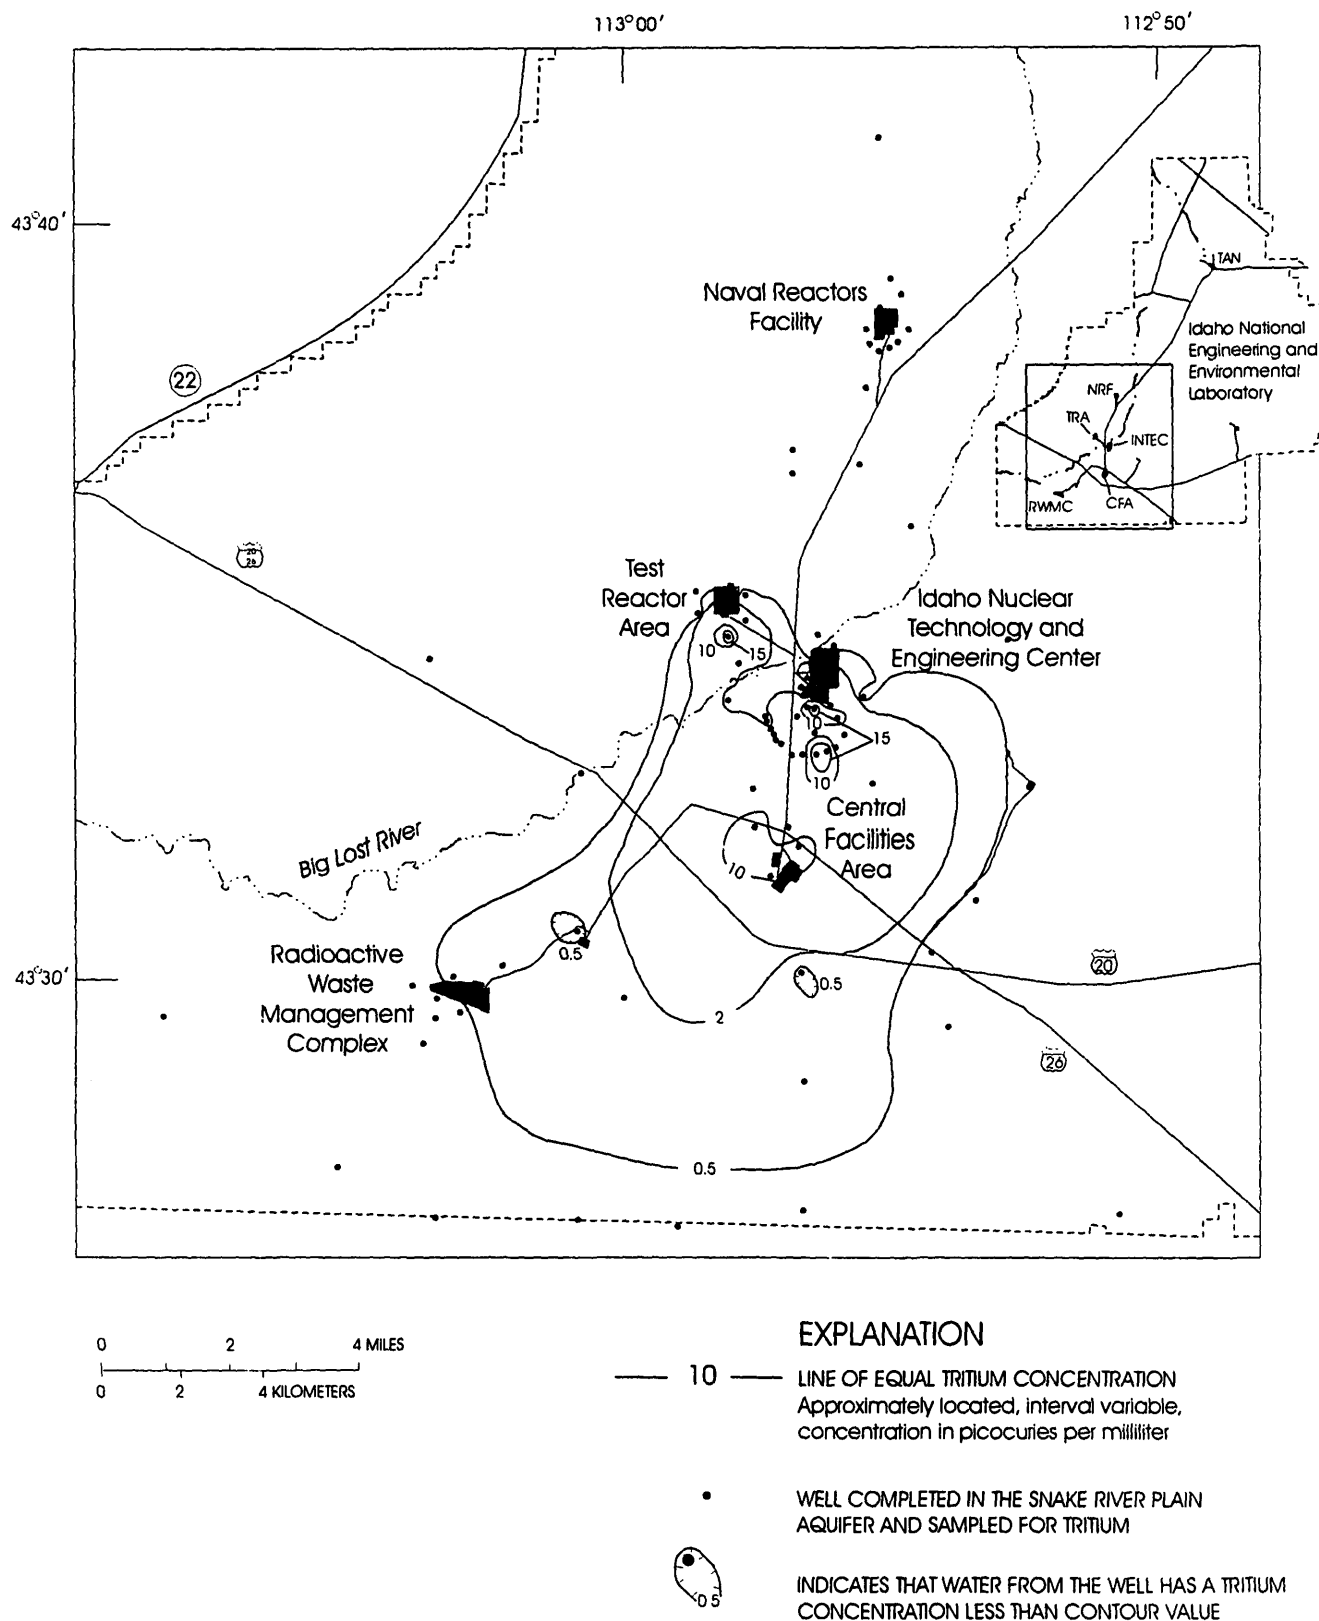 113°00'
112°50'
43°40'
TAN
Naval Reactors
Facility
Idaho National
Engineering and
Environmental
Laboratory
22
NRF
TRA
INTEC
RWMC
CFA
20
26
Test
Reactor
Area
Idaho Nuclear
Technology and
Engineering Center
10
15
10
15
10
Central
Facilities
Area
Big Lost River
10
Radioactive
Waste
Management
Complex
0.5
43°30'
20
0.5
2
26
0.5
0 2 4 MILES
0 2 4 KILOMETERS
EXPLANATION
10
LINE OF EQUAL TRITIUM CONCENTRATION
Approximately located, interval variable,
concentration in picocuries per milliliter
WELL COMPLETED IN THE SNAKE RIVER PLAIN
AQUIFER AND SAMPLED FOR TRITIUM
0.5
INDICATES THAT WATER FROM THE WELL HAS A TRITIUM
CONCENTRATION LESS THAN CONTOUR VALUE